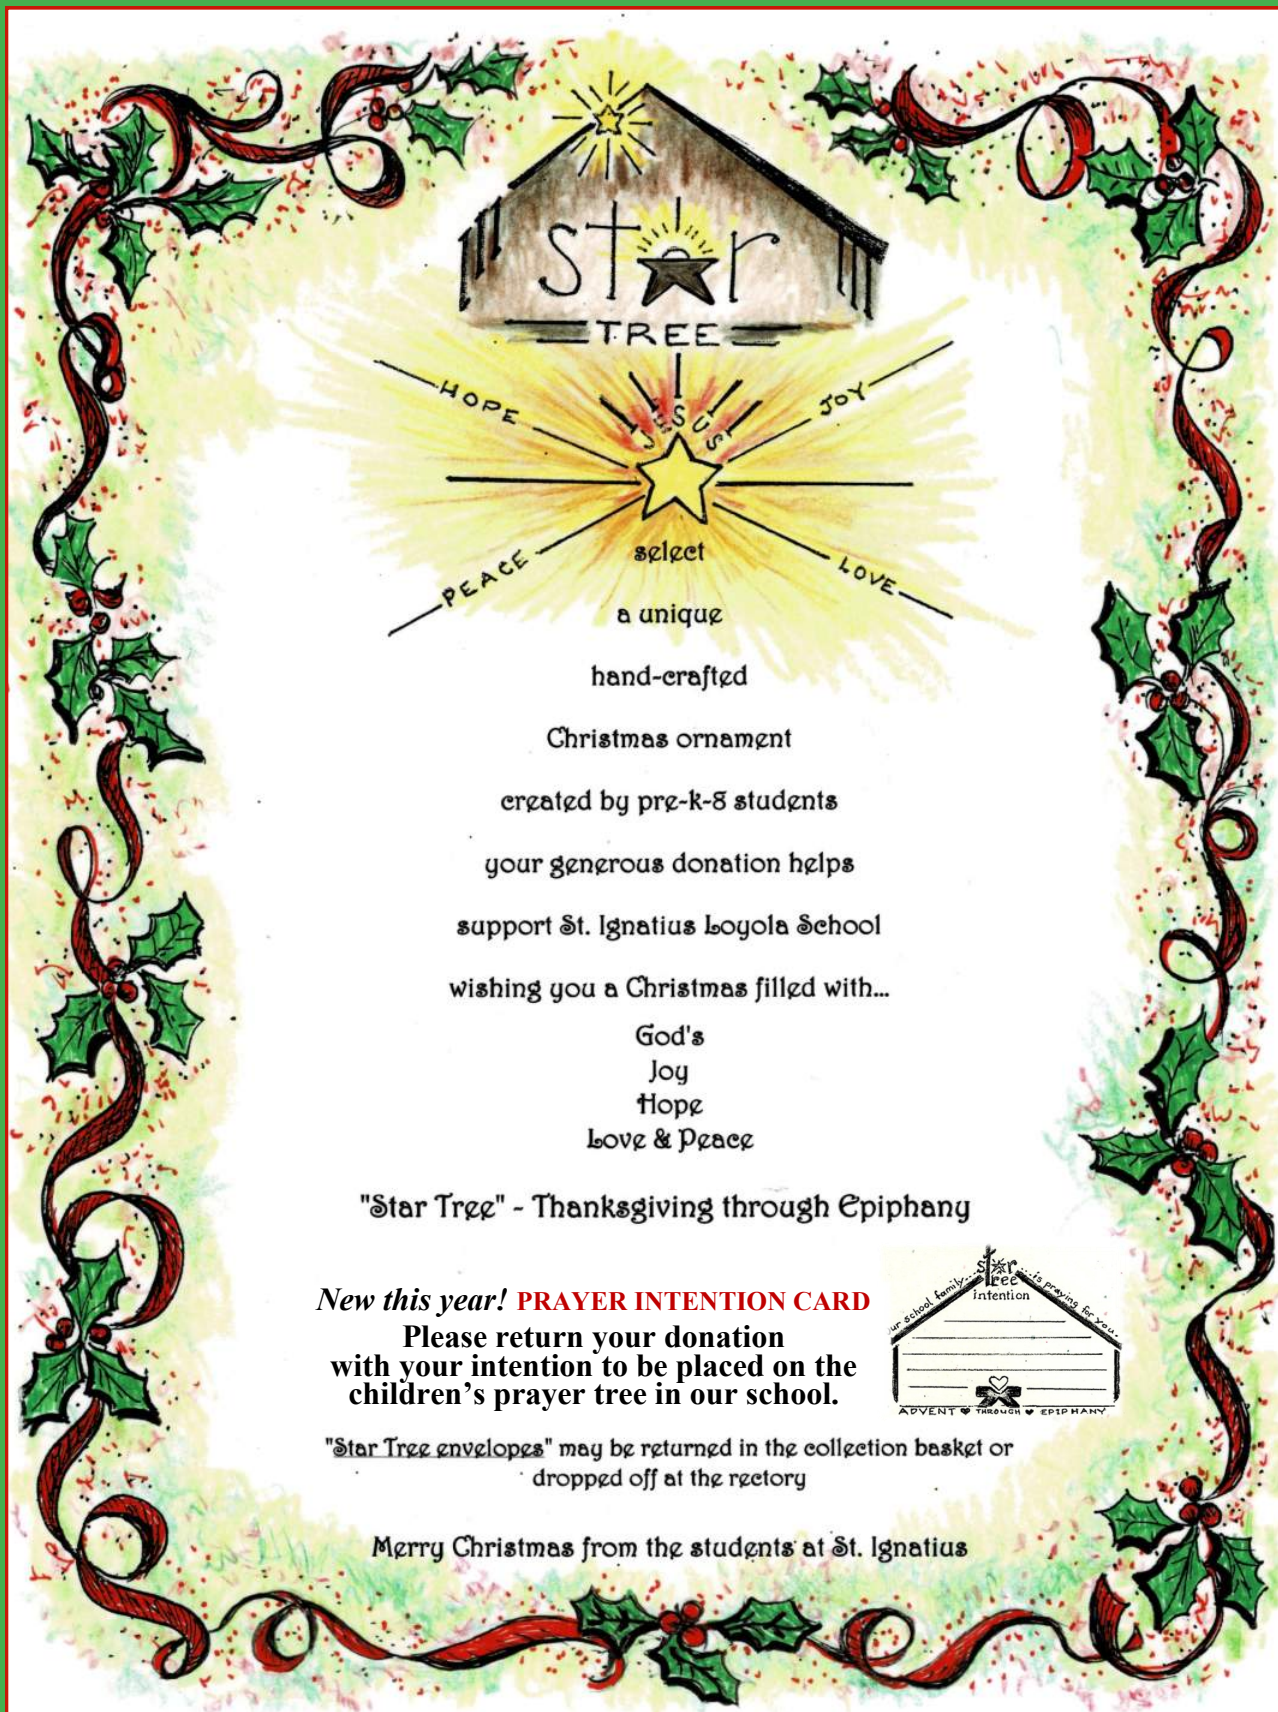 star
TREE
HOPE
JESUS
JOY
PEACE
LOVE
select
a unique
hand-crafted
Christmas ornament
created by pre-k-8 students
your generous donation helps
support St. Ignatius Loyola School
wishing you a Christmas filled with...
God's
Joy
Hope
Love & Peace
"Star Tree" - Thanksgiving through Epiphany
New this year! PRAYER INTENTION CARD
Please return your donation
with your intention to be placed on the
children’s prayer tree in our school.
star
tree
intention
ur school family... is praying for you.
ADVENT ♥ THROUGH ♥ EPIPHANY
"Star Tree envelopes" may be returned in the collection basket or
dropped off at the rectory
Merry Christmas from the students at St. Ignatius